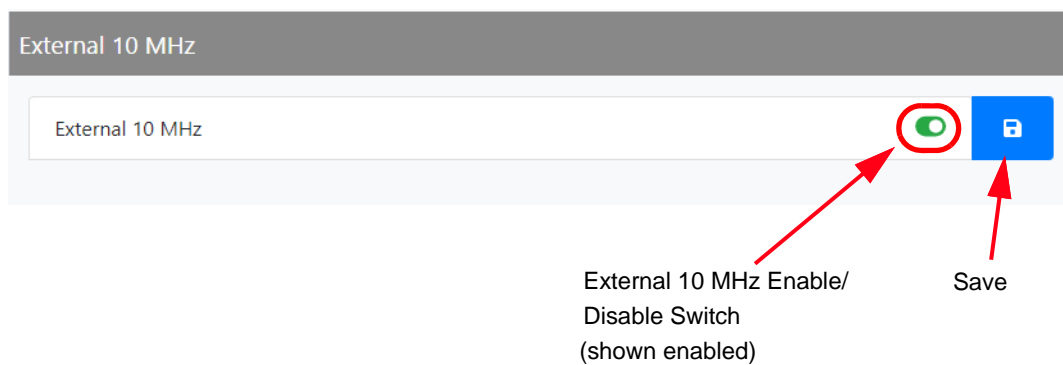 External 10 MHz
External 10 MHz
External 10 MHz Enable/
Disable Switch
(shown enabled)
Save